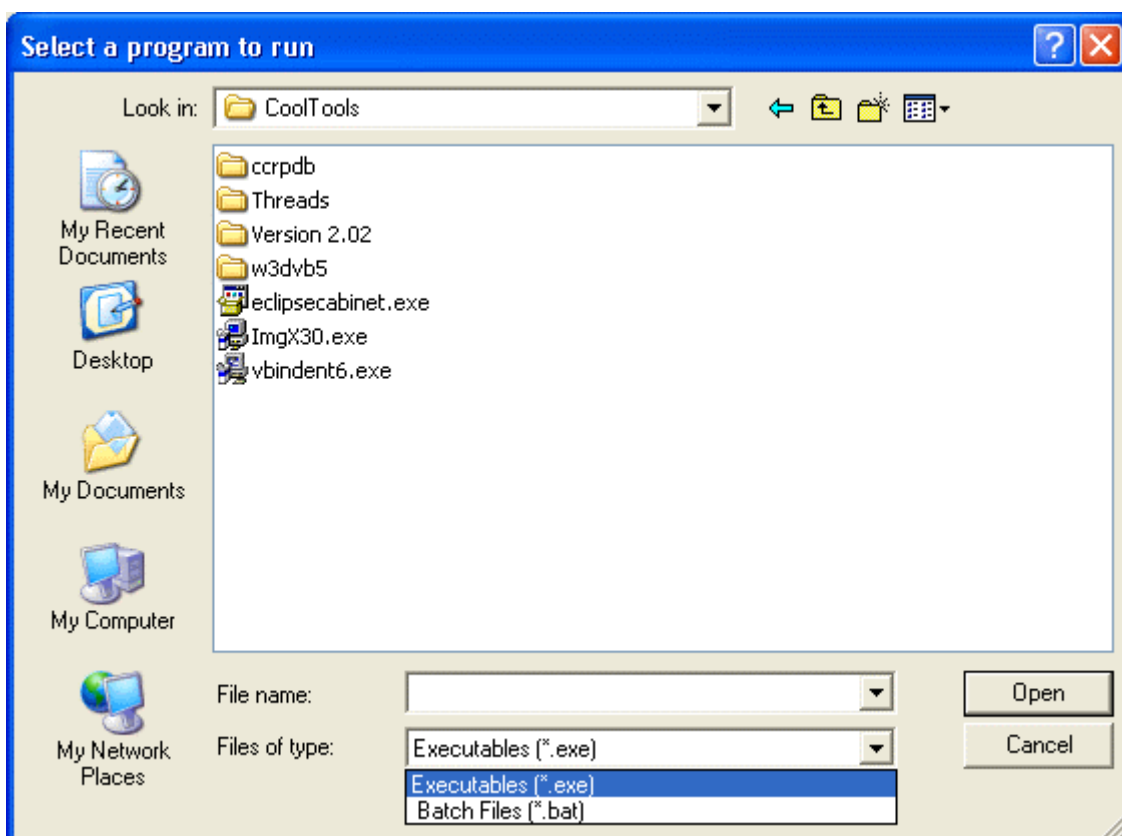 Select a program to run
?
Look in: CoolTools
My Recent
Documents
Desktop
My Documents
My Computer
My Network
Places
ccrpdb
Threads
Version 2.02
w3dvb5
eclipsecabinet.exe
ImgX30.exe
vbindent6.exe
File name:
Open
Files of type: Executables (*.exe)
Cancel
Executables (*.exe)
Batch Files (*.bat)